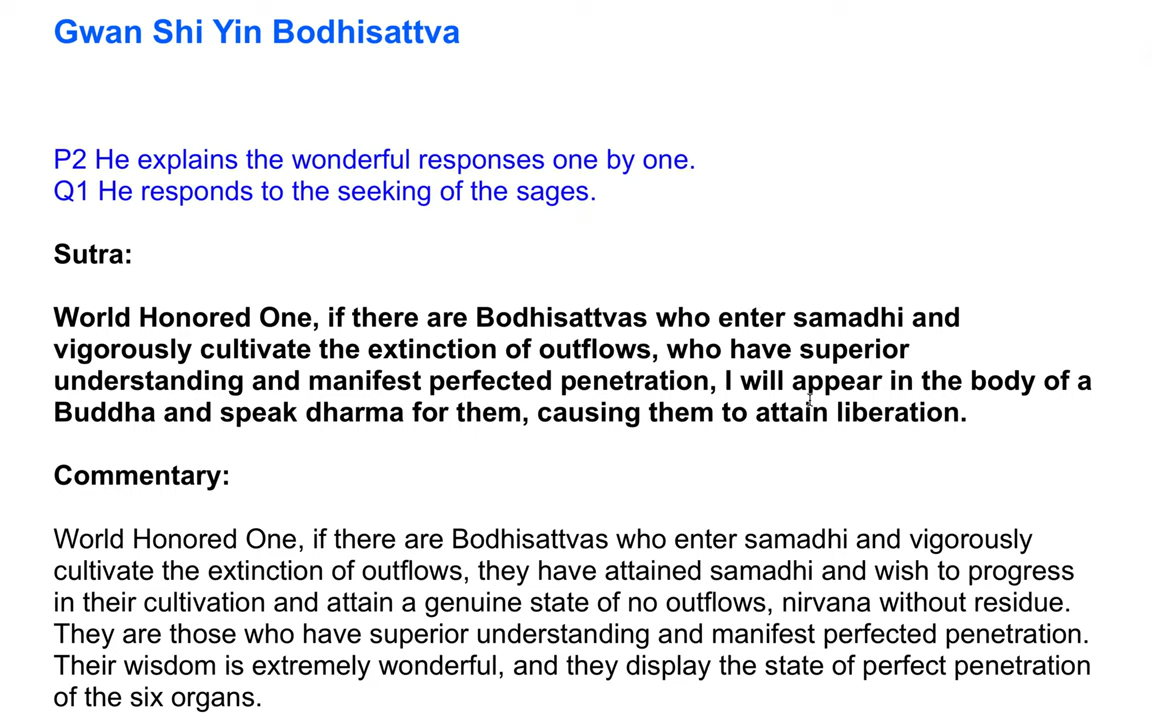 Gwan Shi Yin Bodhisattva
P2 He explains the wonderful responses one by one.
Q1 He responds to the seeking of the sages.
Sutra:
World Honored One, if there are Bodhisattvas who enter samadhi and
vigorously cultivate the extinction of outflows, who have superior
understanding and manifest perfected penetration, I will appear in the body of a
Buddha and speak dharma for them, causing them to attain liberation.
Commentary:
World Honored One, if there are Bodhisattvas who enter samadhi and vigorously
cultivate the extinction of outflows, they have attained samadhi and wish to progress
in their cultivation and attain a genuine state of no outflows, nirvana without residue.
They are those who have superior understanding and manifest perfected penetration.
Their wisdom is extremely wonderful, and they display the state of perfect penetration
of the six organs.